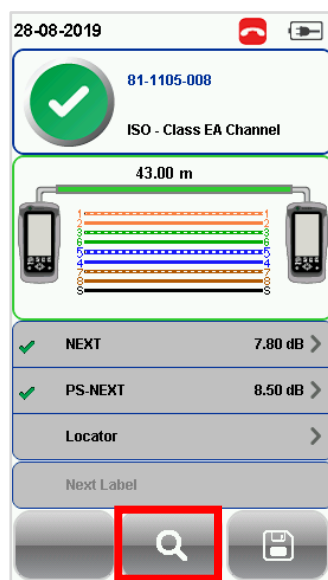 28-08-2019
81-1105-008
ISO - Class EA Channel
43.00 m
1 1
2 2
3 3
6 6
5 5
4 4
7 7
8 8
S S
NEXT 7.80 dB
PS-NEXT 8.50 dB
Locator
Next Label